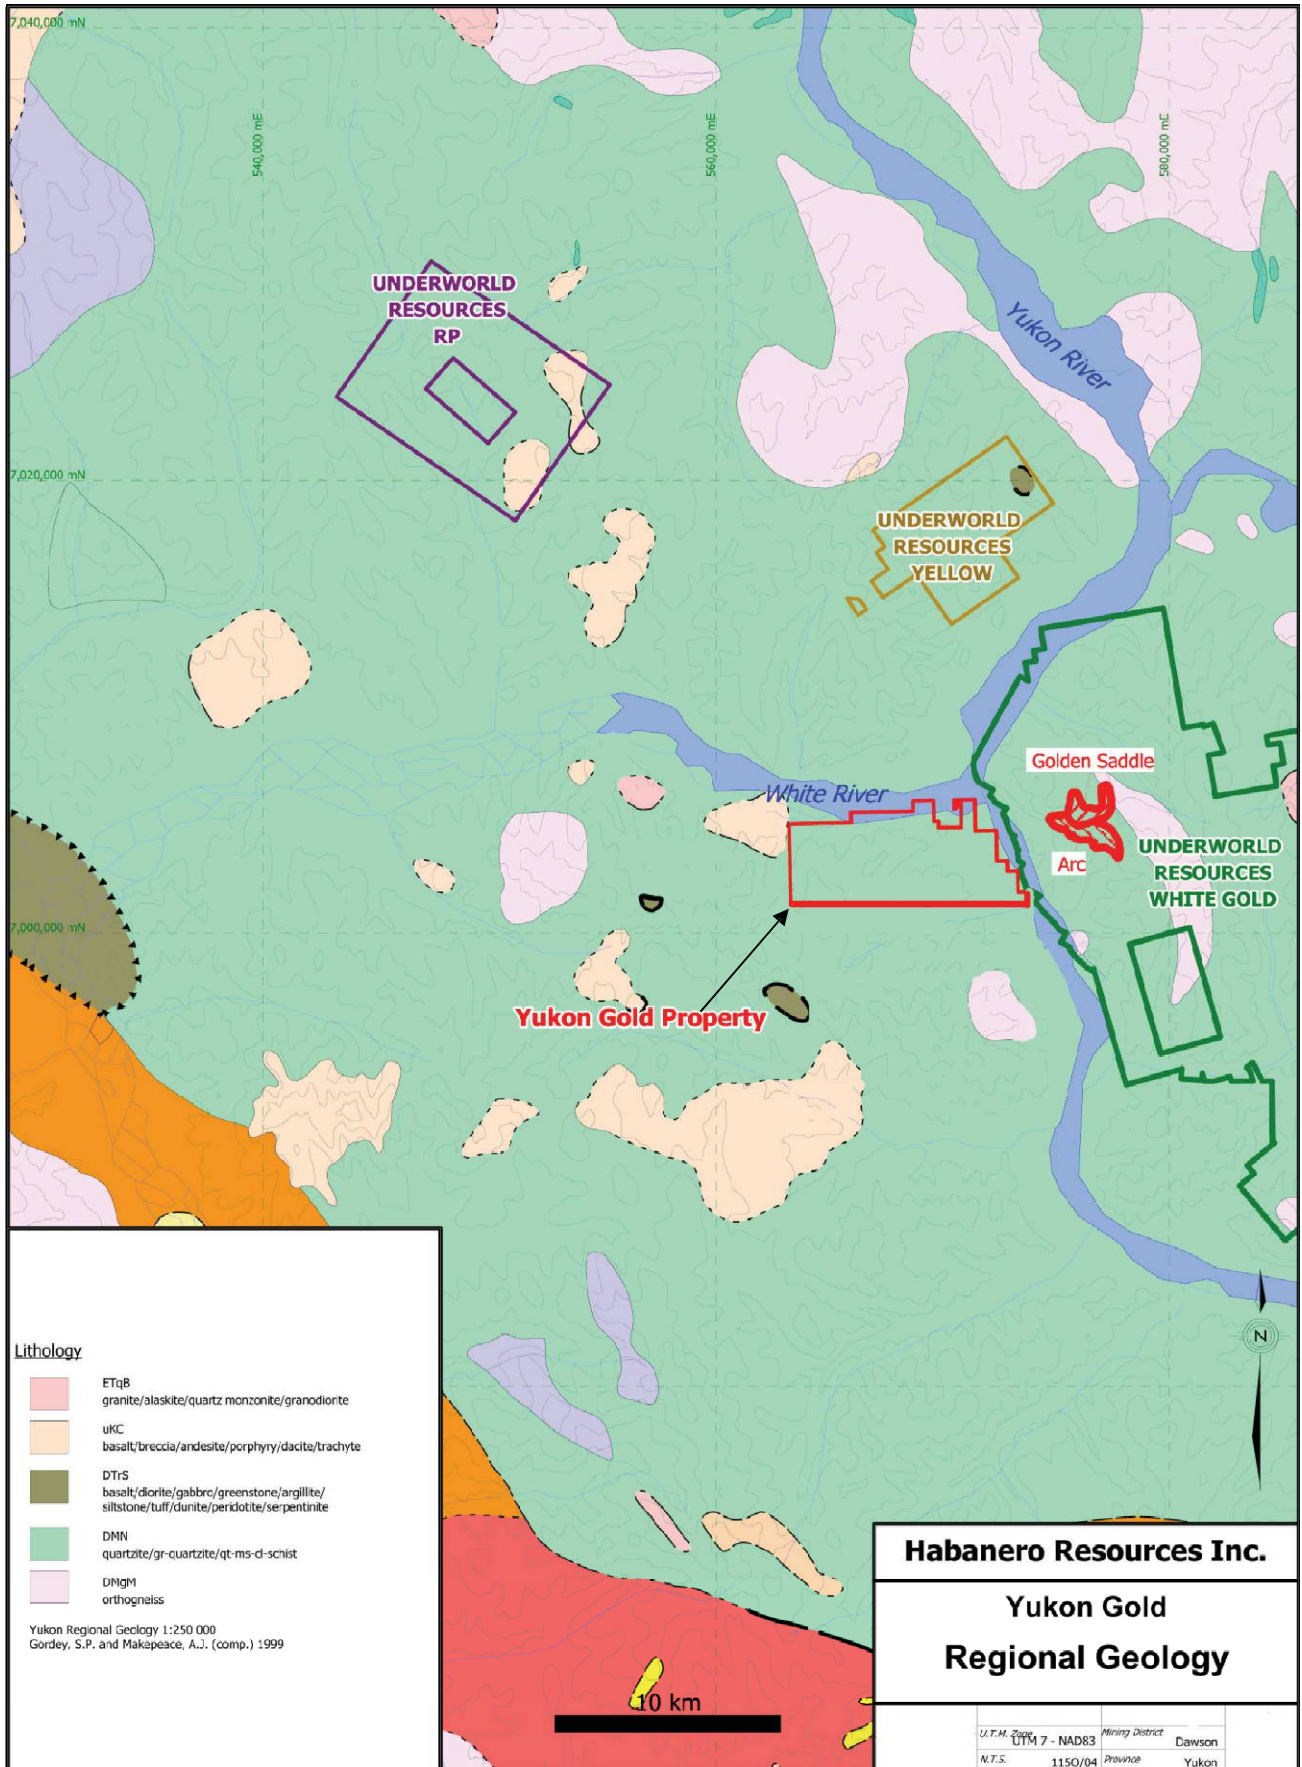 7,040,000 mN
540,000 mE
560,000 mE
580,000 mE
UNDERWORLD
RESOURCES
RP
Yukon River
7,020,000 mN
UNDERWORLD
RESOURCES
YELLOW
Golden Saddle
White River
Arc
UNDERWORLD
RESOURCES
WHITE GOLD
7,000,000 mN
Yukon Gold Property
N
Lithology
ETqB
granite/alaskite/quartz monzonite/granodiorite
uKC
basalt/breccia/andesite/porphyry/dacite/trachyte
DTrS
basalt/diorite/gabbro/greenstone/argillite/
siltstone/tuff/dunite/peridotite/serpentinite
DMN
quartzite/gr-quartzite/qt-ms-cl-schist
DMgM
orthogneiss
Yukon Regional Geology 1:250 000
Gordey, S.P. and Makepeace, A.J. (comp.) 1999
10 km
Habanero Resources Inc.
Yukon Gold
Regional Geology
U.T.M. Zone UTM 7 - NAD83 Mining District Dawson
N.T.S. 115O/04 Province Yukon